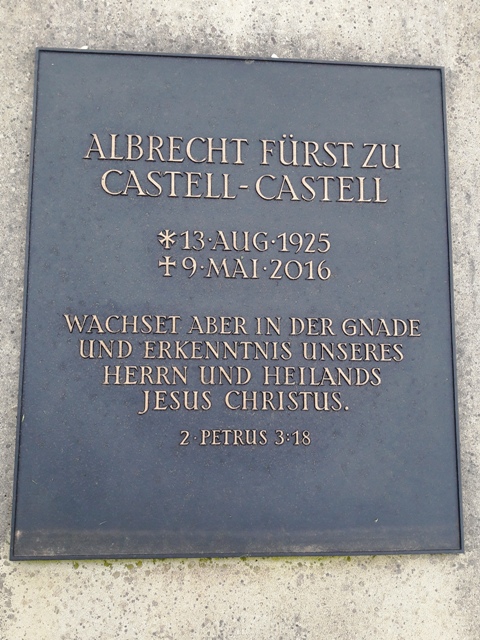 ALBRECHT FÜRST ZU
CASTELL-CASTELL
*13·AUG·1925
✝9·MAI·2016
WACHSET ABER IN DER GNADE
UND ERKENNTNIS UNSERES
HERRN UND HEILANDS
JESUS CHRISTUS.
2·PETRUS 3:18